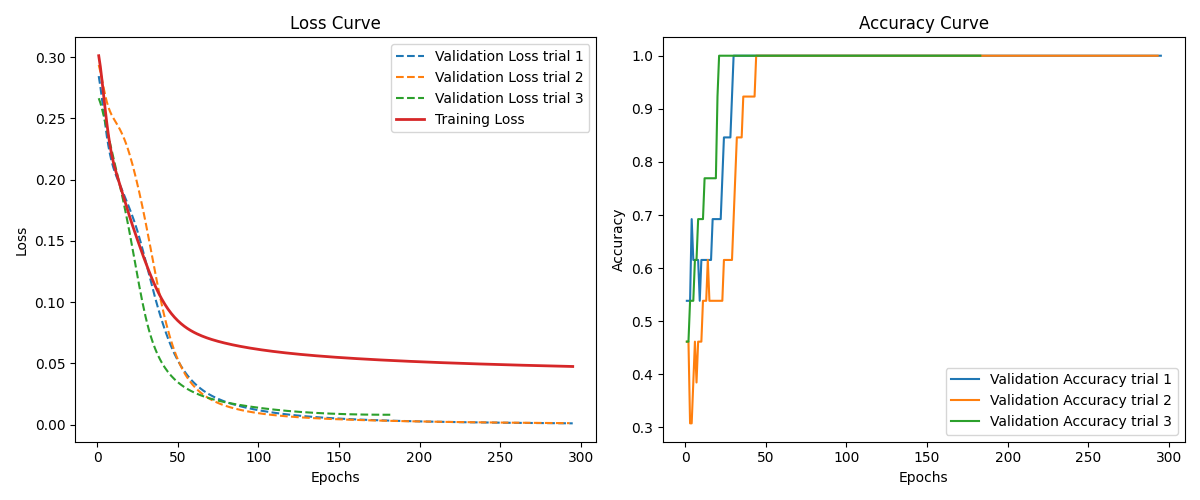 Loss Curve
Loss
0.30
0.25
0.20
0.15
0.10
0.05
0.00
Validation Loss trial 1
Validation Loss trial 2
Validation Loss trial 3
Training Loss
0 50 100 150 200 250 300
Epochs
Accuracy Curve
Accuracy
1.0
0.9
0.8
0.7
0.6
0.5
0.4
0.3
Validation Accuracy trial 1
Validation Accuracy trial 2
Validation Accuracy trial 3
0 50 100 150 200 250 300
Epochs